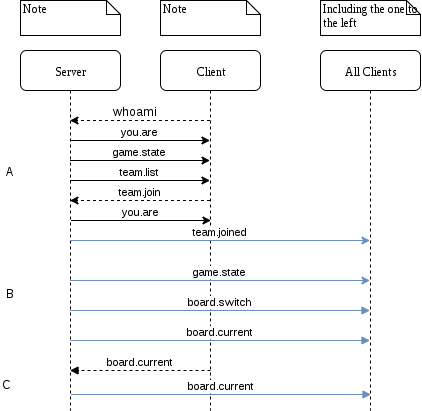 Note
Note
Including the one to
the left
Server
Client
All Clients
whoami
you.are
game.state
team.list
A
team.join
you.are
team.joined
game.state
B
board.switch
board.current
board.current
C
board.current